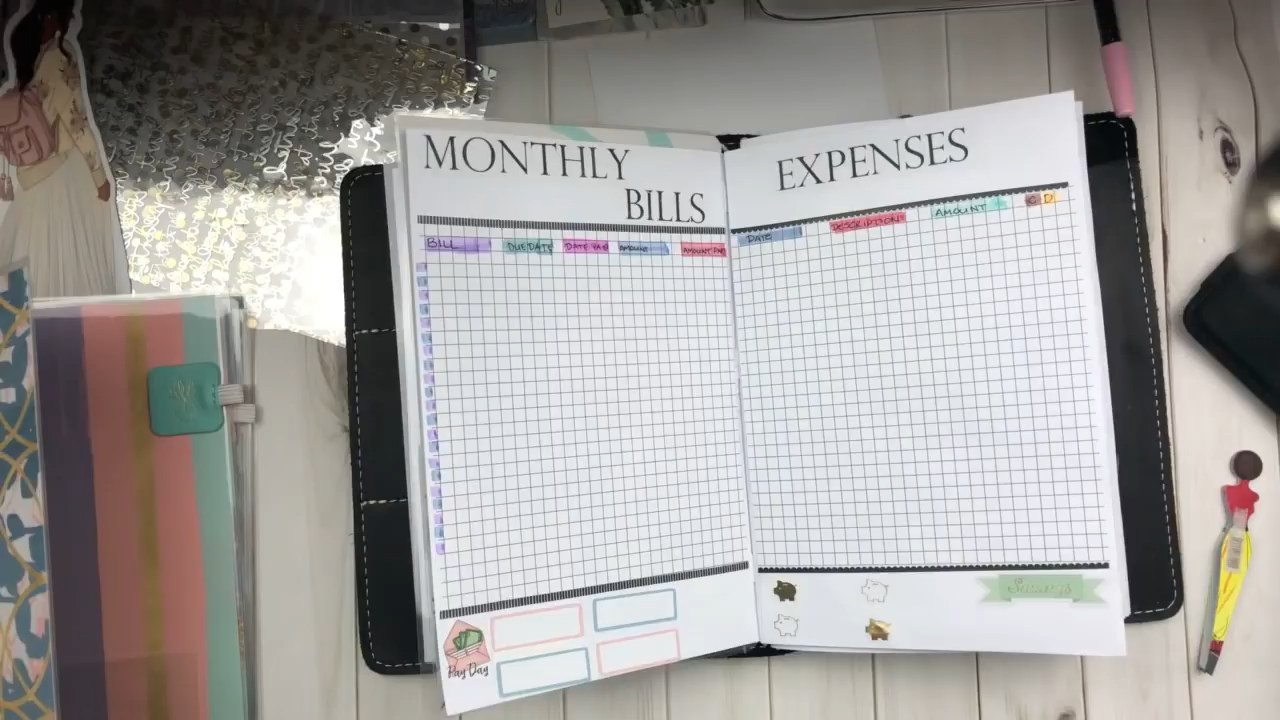 MONTHLY
BILLS
BILL DUE DATE DATE PAID AMOUNT AMOUNT PAID
Pay Day
EXPENSES
DATE DESCRIPTION AMOUNT C D
Savings